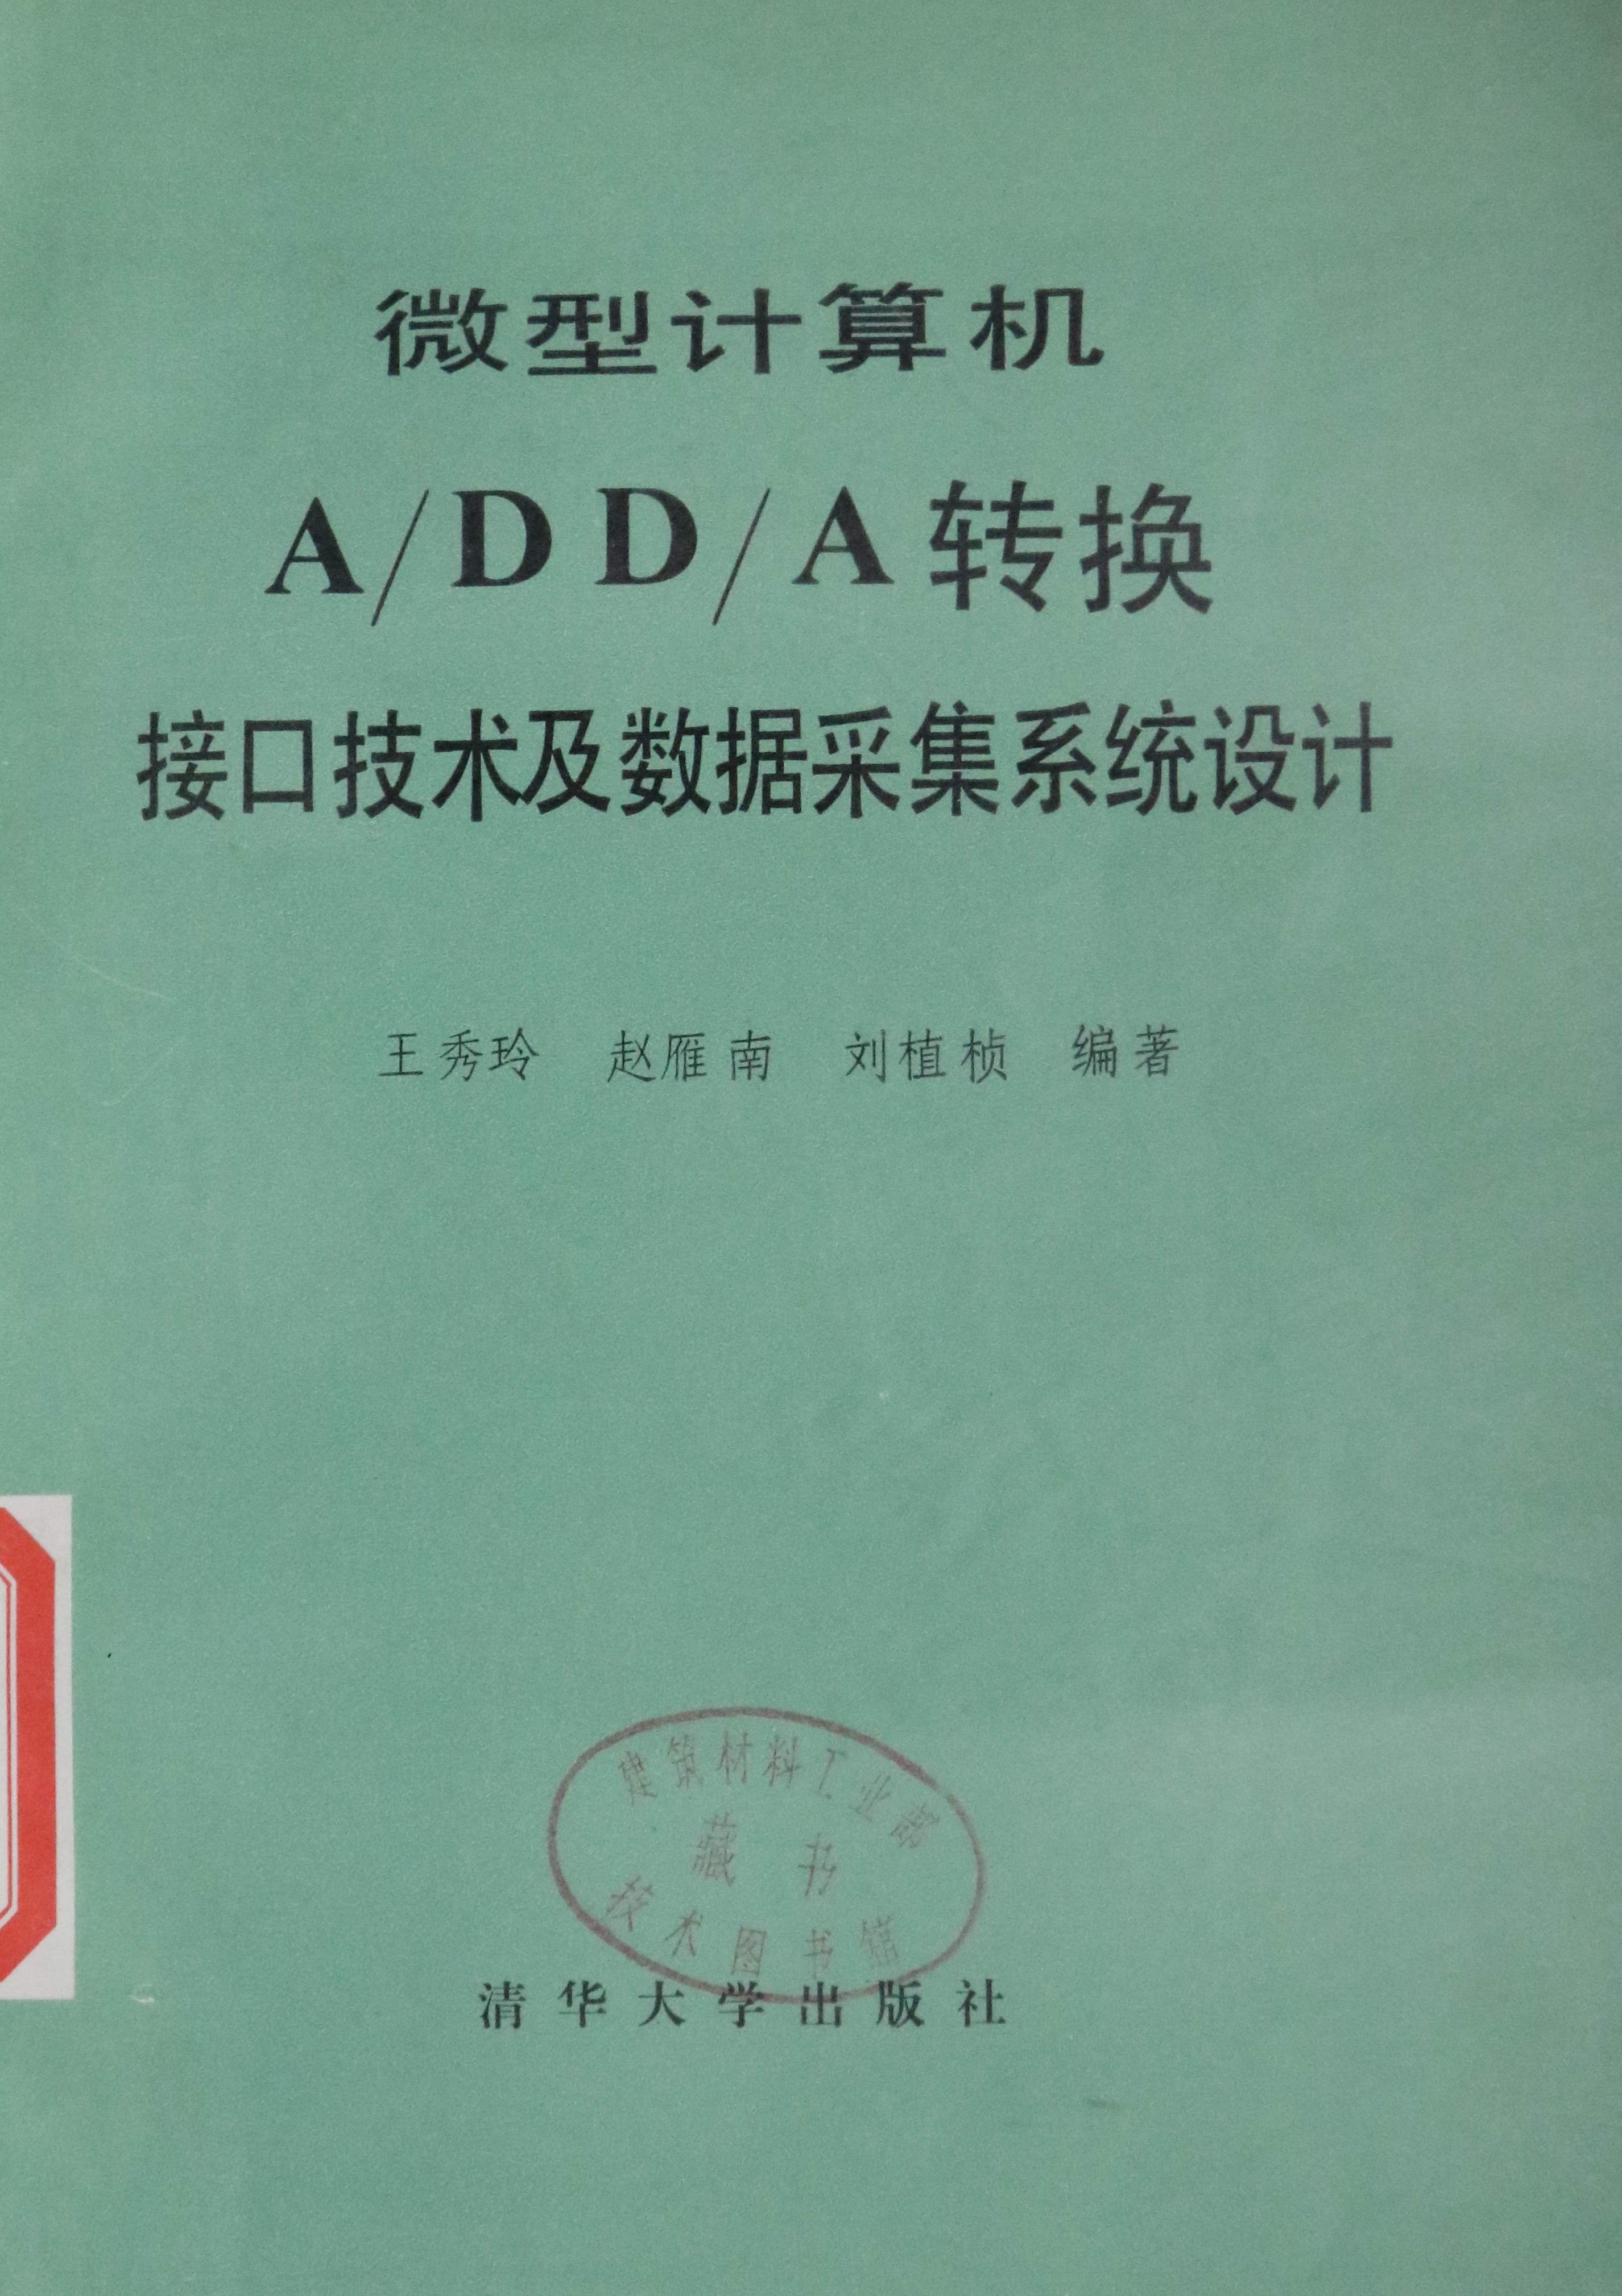 微型计算机
A/D D/A 转换
接口技术及数据采集系统设计
王秀玲 赵雁南 刘植桢 编著
建筑材料工业部
藏书
技术图书馆
清华大学出版社